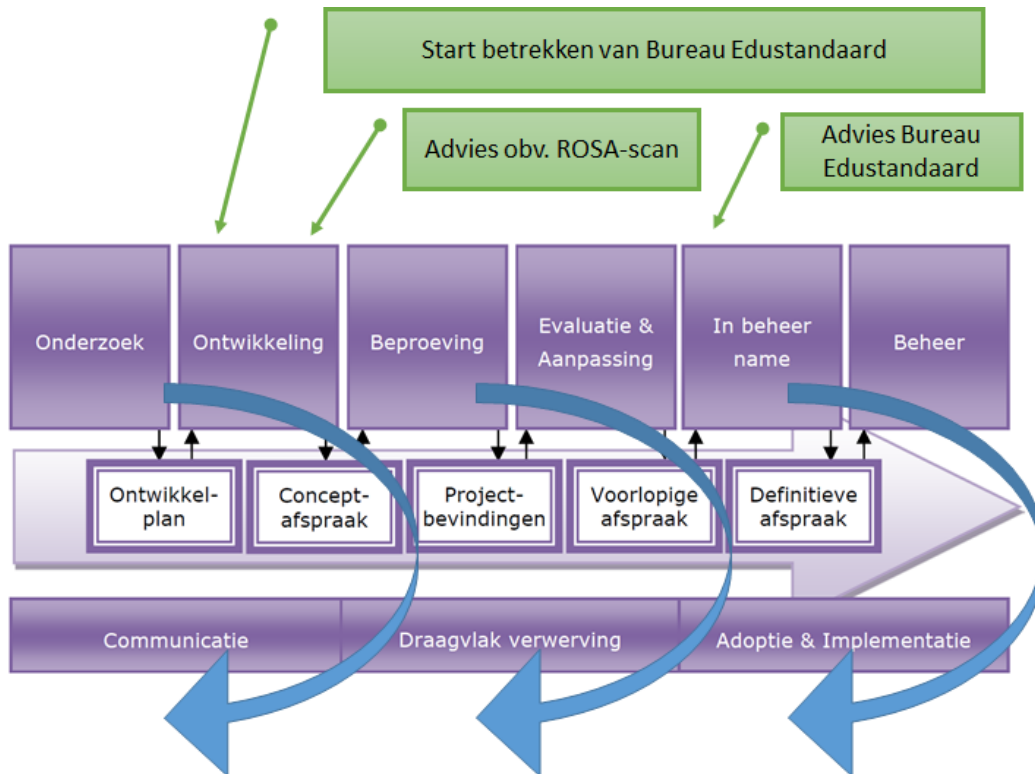 Start betrekken van Bureau Edustandaard
Advies obv. ROSA-scan
Advies Bureau
Edustandaard
Onderzoek
Ontwikkeling
Beproeving
Evaluatie &
Aanpassing
In beheer
name
Beheer
Ontwikkel-
plan
Concept-
afspraak
Project-
bevindingen
Voorlopige
afspraak
Definitieve
afspraak
Communicatie
Draagvlak verwerving
Adoptie & Implementatie